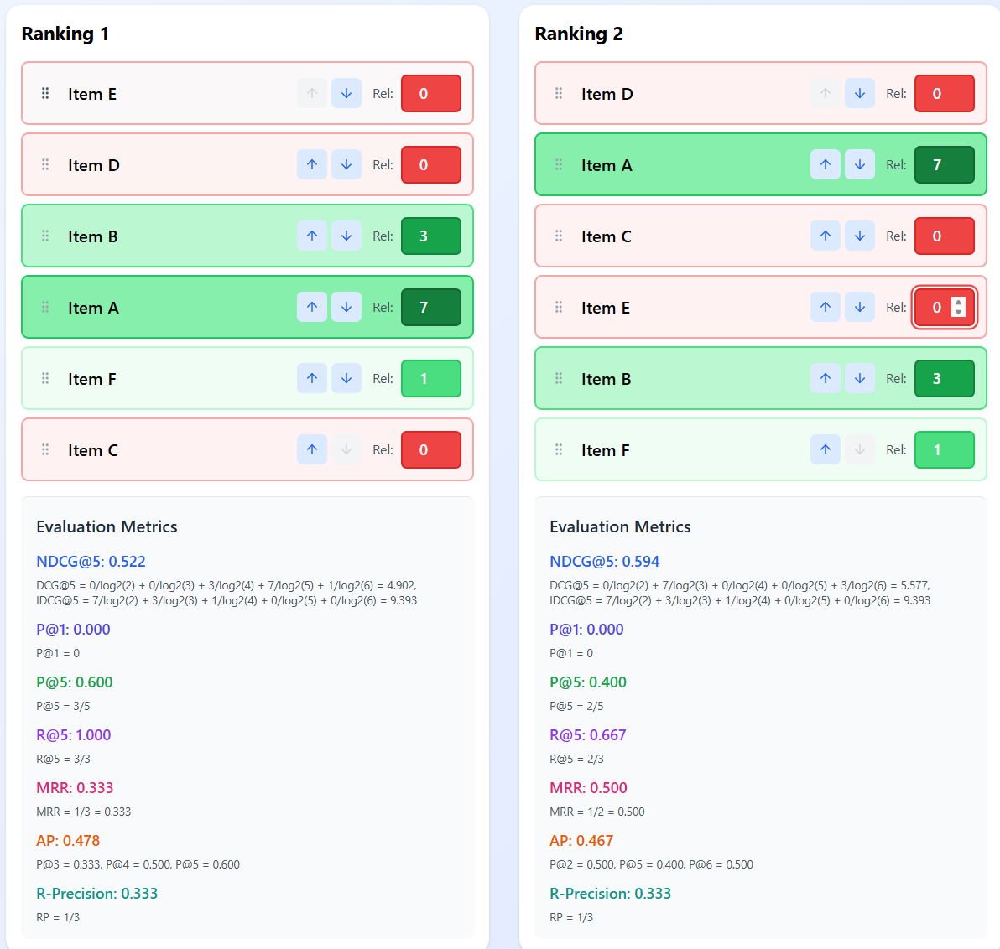 Ranking 1
Item E Rel: 0
Item D Rel: 0
Item B Rel: 3
Item A Rel: 7
Item F Rel: 1
Item C Rel: 0
Evaluation Metrics
NDCG@5: 0.522
DCG@5 = 0/log2(2) + 0/log2(3) + 3/log2(4) + 7/log2(5) + 1/log2(6) = 4.902,
IDCG@5 = 7/log2(2) + 3/log2(3) + 1/log2(4) + 0/log2(5) + 0/log2(6) = 9.393
P@1: 0.000
P@1 = 0
P@5: 0.600
P@5 = 3/5
R@5: 1.000
R@5 = 3/3
MRR: 0.333
MRR = 1/3 = 0.333
AP: 0.478
P@3 = 0.333, P@4 = 0.500, P@5 = 0.600
R-Precision: 0.333
RP = 1/3
Ranking 2
Item D Rel: 0
Item A Rel: 7
Item C Rel: 0
Item E Rel: 0
Item B Rel: 3
Item F Rel: 1
Evaluation Metrics
NDCG@5: 0.594
DCG@5 = 0/log2(2) + 7/log2(3) + 0/log2(4) + 0/log2(5) + 3/log2(6) = 5.577,
IDCG@5 = 7/log2(2) + 3/log2(3) + 1/log2(4) + 0/log2(5) + 0/log2(6) = 9.393
P@1: 0.000
P@1 = 0
P@5: 0.400
P@5 = 2/5
R@5: 0.667
R@5 = 2/3
MRR: 0.500
MRR = 1/2 = 0.500
AP: 0.467
P@2 = 0.500, P@5 = 0.400, P@6 = 0.500
R-Precision: 0.333
RP = 1/3